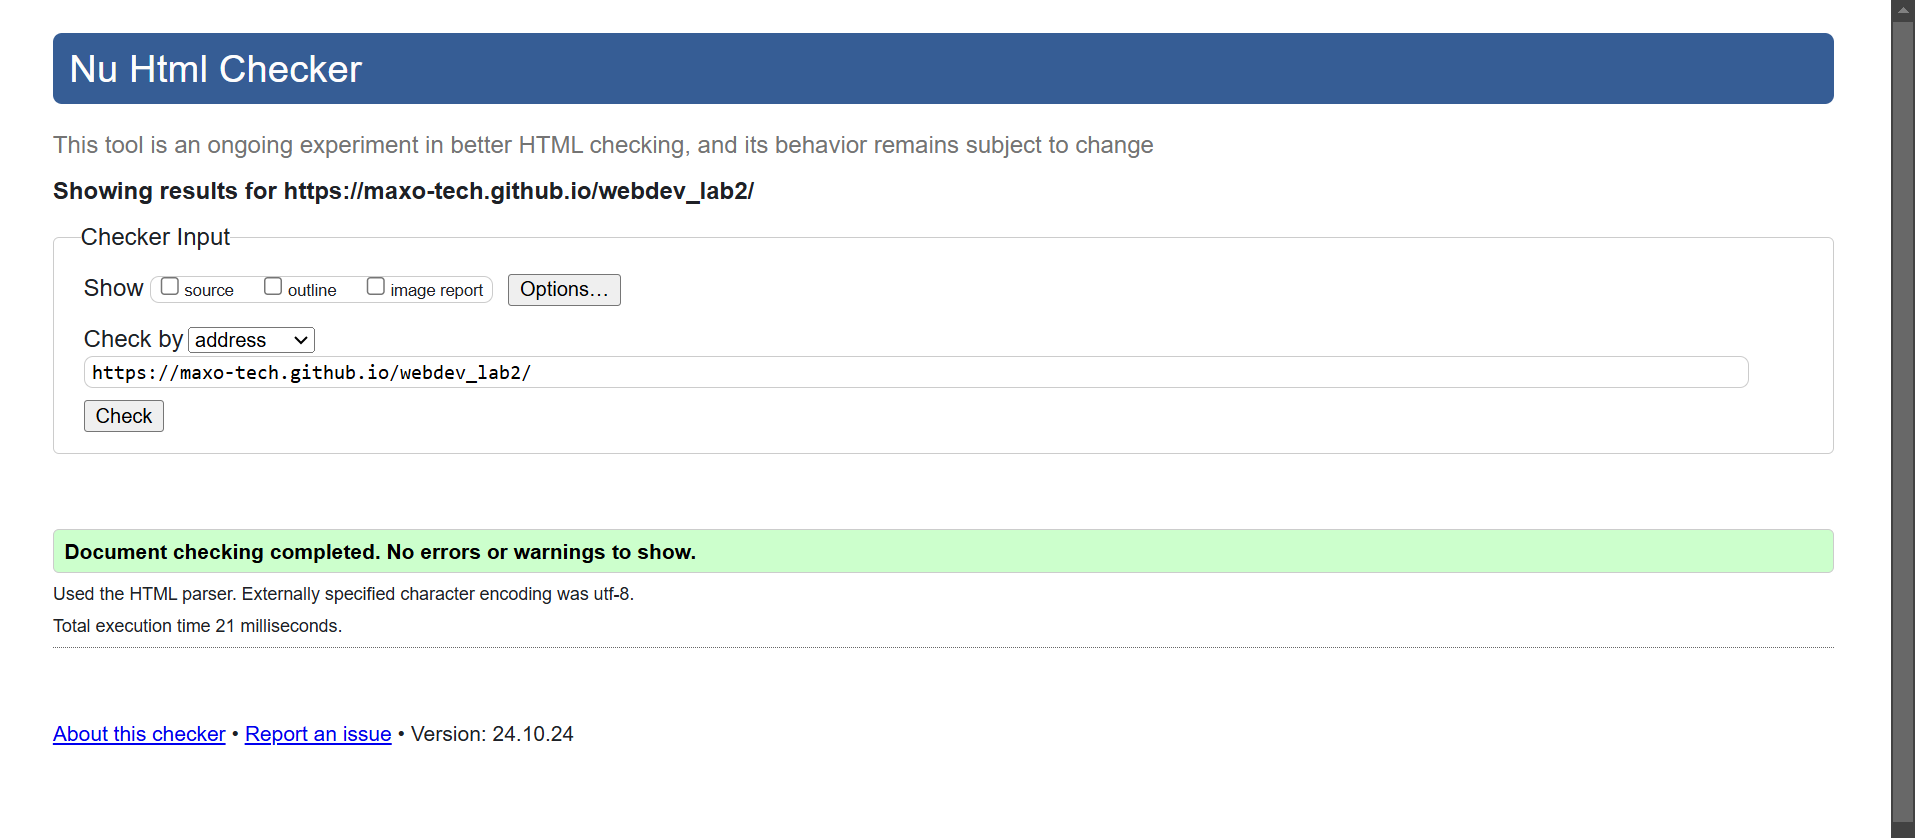 Nu Html Checker
This tool is an ongoing experiment in better HTML checking, and its behavior remains subject to change
Showing results for https://maxo-tech.github.io/webdev_lab2/
Checker Input
Show source outline image report Options...
Check by address
https://maxo-tech.github.io/webdev_lab2/
Check
Document checking completed. No errors or warnings to show.
Used the HTML parser. Externally specified character encoding was utf-8.
Total execution time 21 milliseconds.
About this checker • Report an issue • Version: 24.10.24